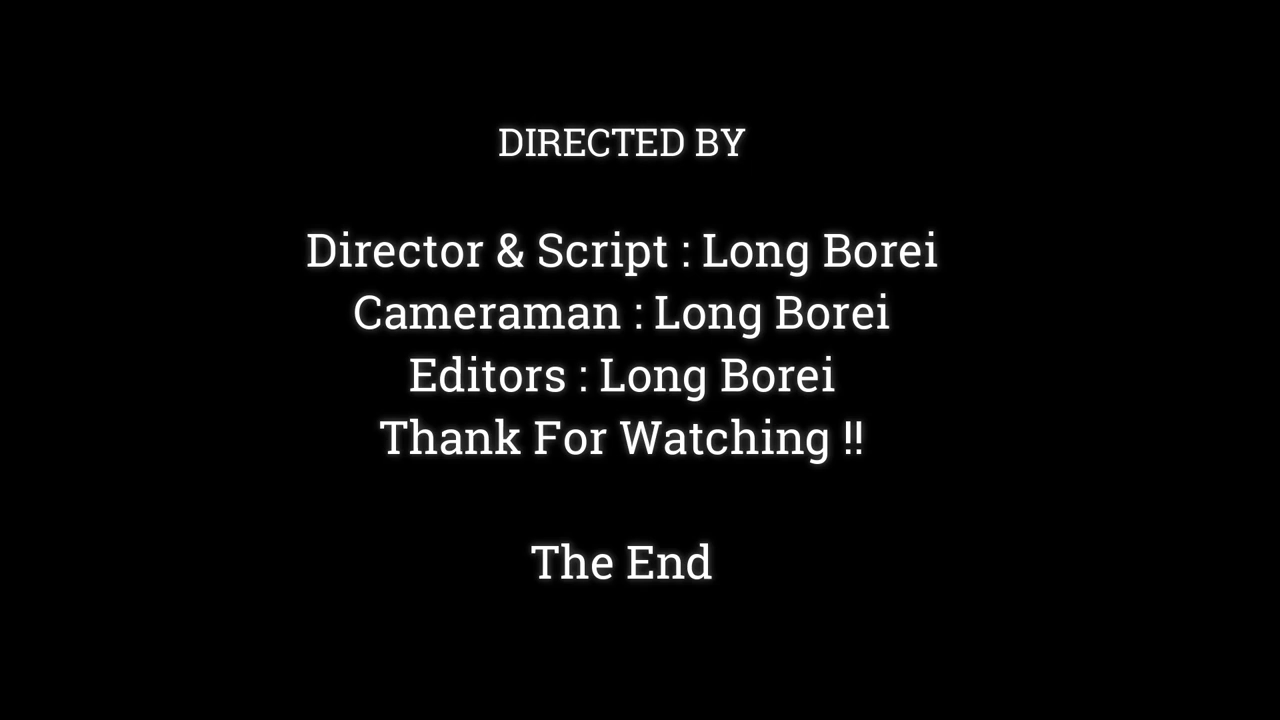 DIRECTED BY
Director & Script : Long Borei
Cameraman : Long Borei
Editors : Long Borei
Thank For Watching !!
The End